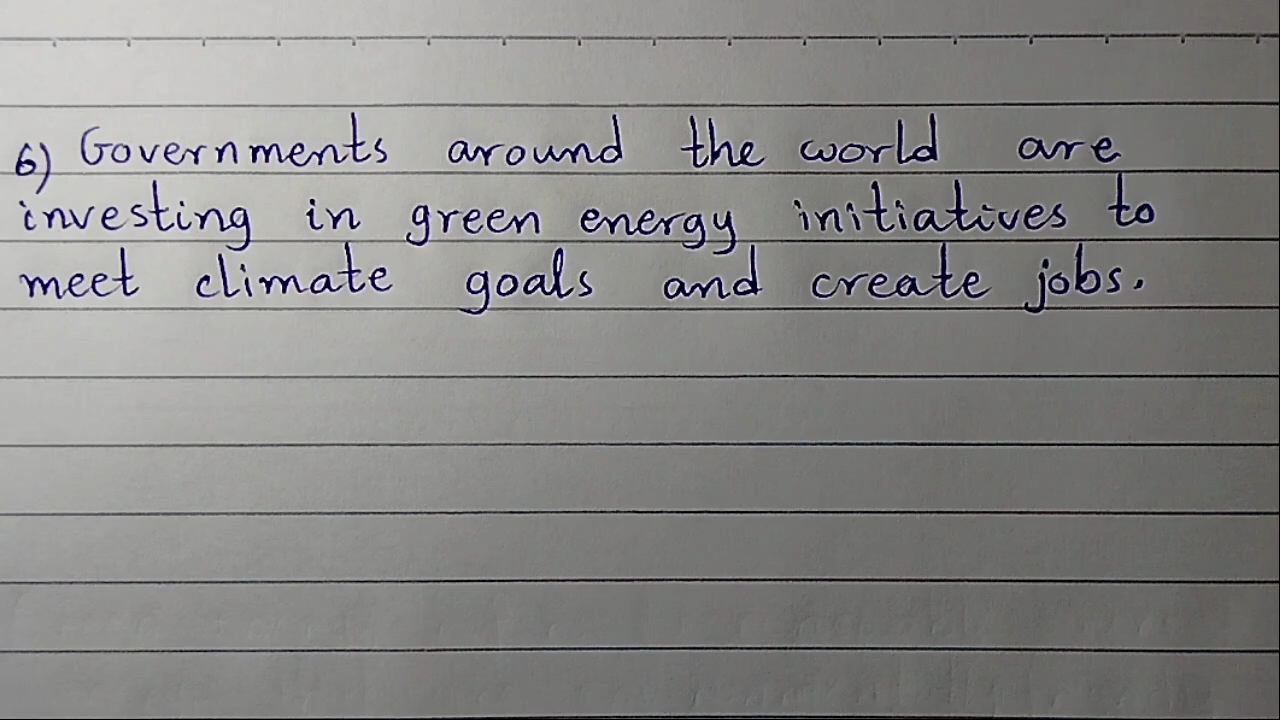 6) Governments around the world are
investing in green energy initiatives to
meet climate goals and create jobs.